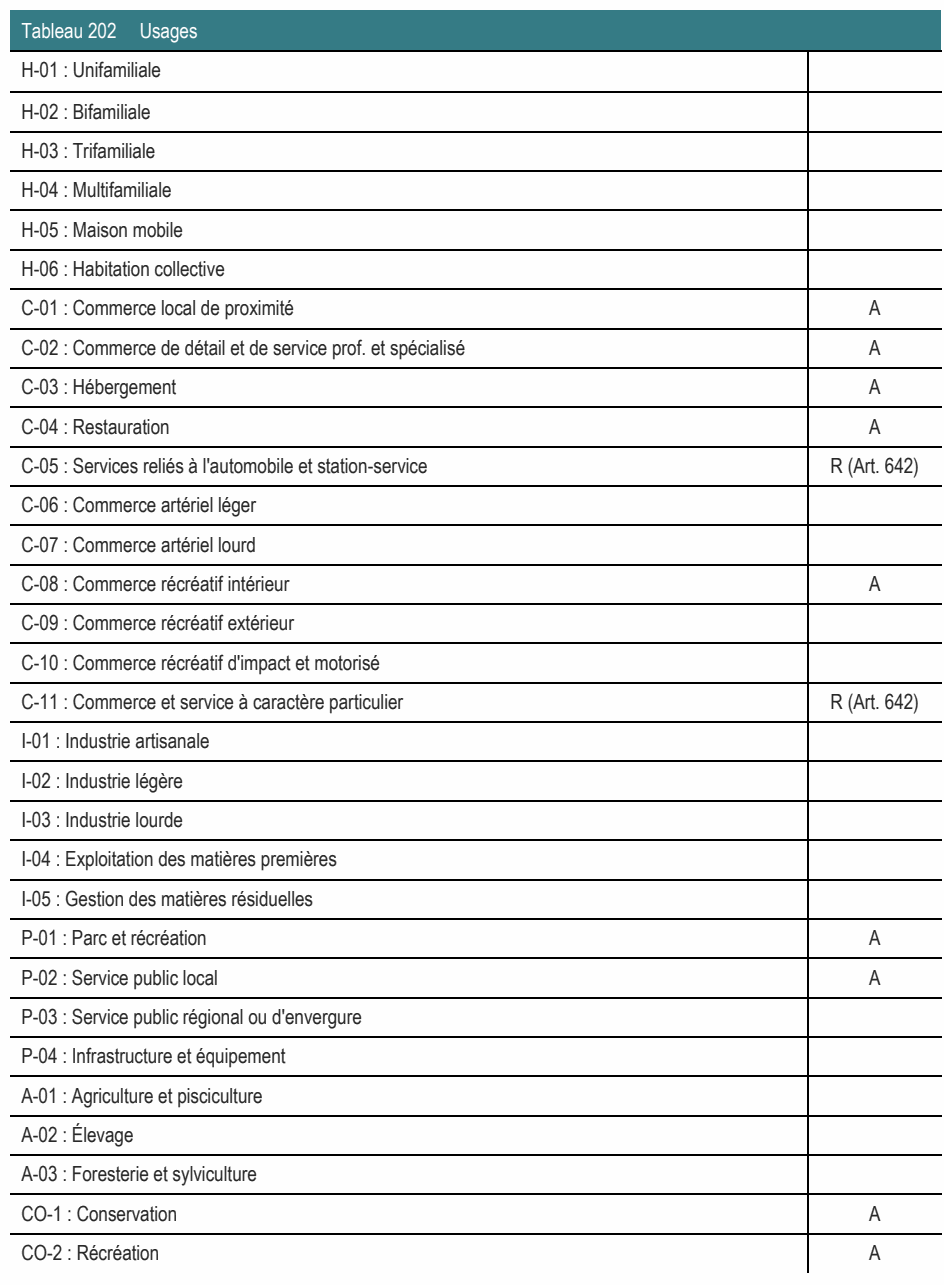 Tableau 202 Usages
H-01 : Unifamiliale
H-02 : Bifamiliale
H-03 : Trifamiliale
H-04 : Multifamiliale
H-05 : Maison mobile
H-06 : Habitation collective
C-01 : Commerce local de proximité A
C-02 : Commerce de détail et de service prof. et spécialisé A
C-03 : Hébergement A
C-04 : Restauration A
C-05 : Services reliés à l'automobile et station-service R (Art. 642)
C-06 : Commerce artériel léger
C-07 : Commerce artériel lourd
C-08 : Commerce récréatif intérieur A
C-09 : Commerce récréatif extérieur
C-10 : Commerce récréatif d'impact et motorisé
C-11 : Commerce et service à caractère particulier R (Art. 642)
I-01 : Industrie artisanale
I-02 : Industrie légère
I-03 : Industrie lourde
I-04 : Exploitation des matières premières
I-05 : Gestion des matières résiduelles
P-01 : Parc et récréation A
P-02 : Service public local A
P-03 : Service public régional ou d'envergure
P-04 : Infrastructure et équipement
A-01 : Agriculture et pisciculture
A-02 : Élevage
A-03 : Foresterie et sylviculture
CO-1 : Conservation A
CO-2 : Récréation A